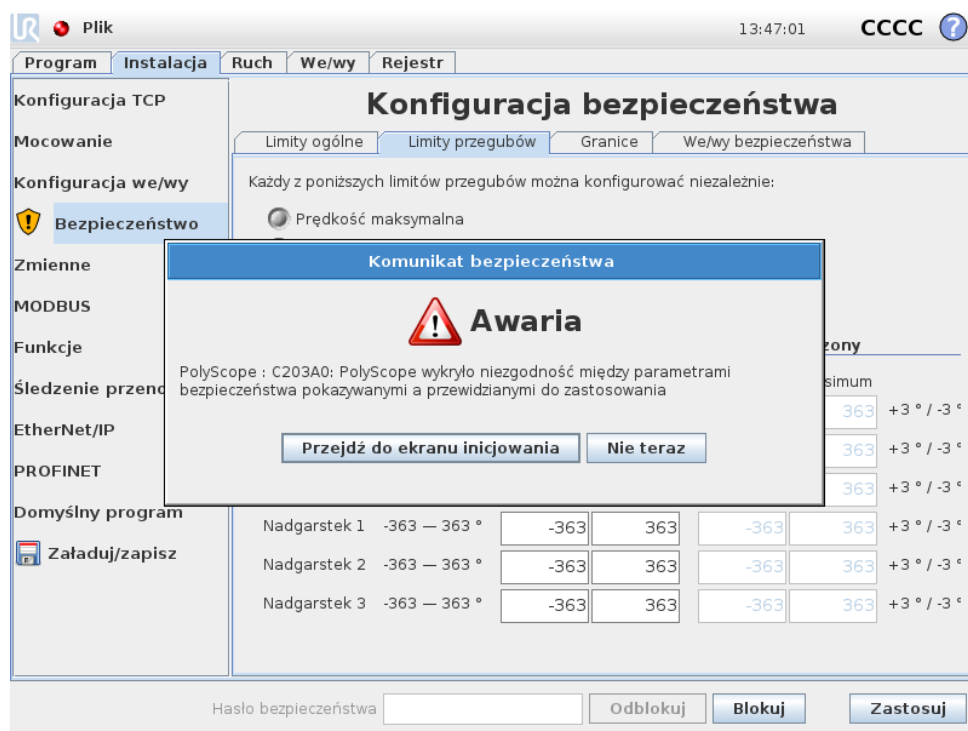 UR Plik 13:47:01 CCCC ?
Program Instalacja Ruch We/wy Rejestr
Konfiguracja TCP
Mocowanie
Konfiguracja we/wy
Bezpieczeństwo
Zmienne
MODBUS
Funkcje
Śledzenie przeno
EtherNet/IP
PROFINET
Domyślny program
Załaduj/zapisz
Konfiguracja bezpieczeństwa
Limity ogólne Limity przegubów Granice We/wy bezpieczeństwa
Każdy z poniższych limitów przegubów można konfigurować niezależnie:
Prędkość maksymalna
Komunikat bezpieczeństwa
Awaria
PolyScope : C203A0: PolyScope wykryło niezgodność między parametrami
bezpieczeństwa pokazywanymi a przewidzianymi do zastosowania
Przejdź do ekranu inicjowania Nie teraz
zony
simum
363 +3 ° / -3 °
363 +3 ° / -3 °
363 +3 ° / -3 °
Nadgarstek 1 -363 — 363 ° -363 363 -363 363 +3 ° / -3 °
Nadgarstek 2 -363 — 363 ° -363 363 -363 363 +3 ° / -3 °
Nadgarstek 3 -363 — 363 ° -363 363 -363 363 +3 ° / -3 °
Hasło bezpieczeństwa Odblokuj Blokuj Zastosuj